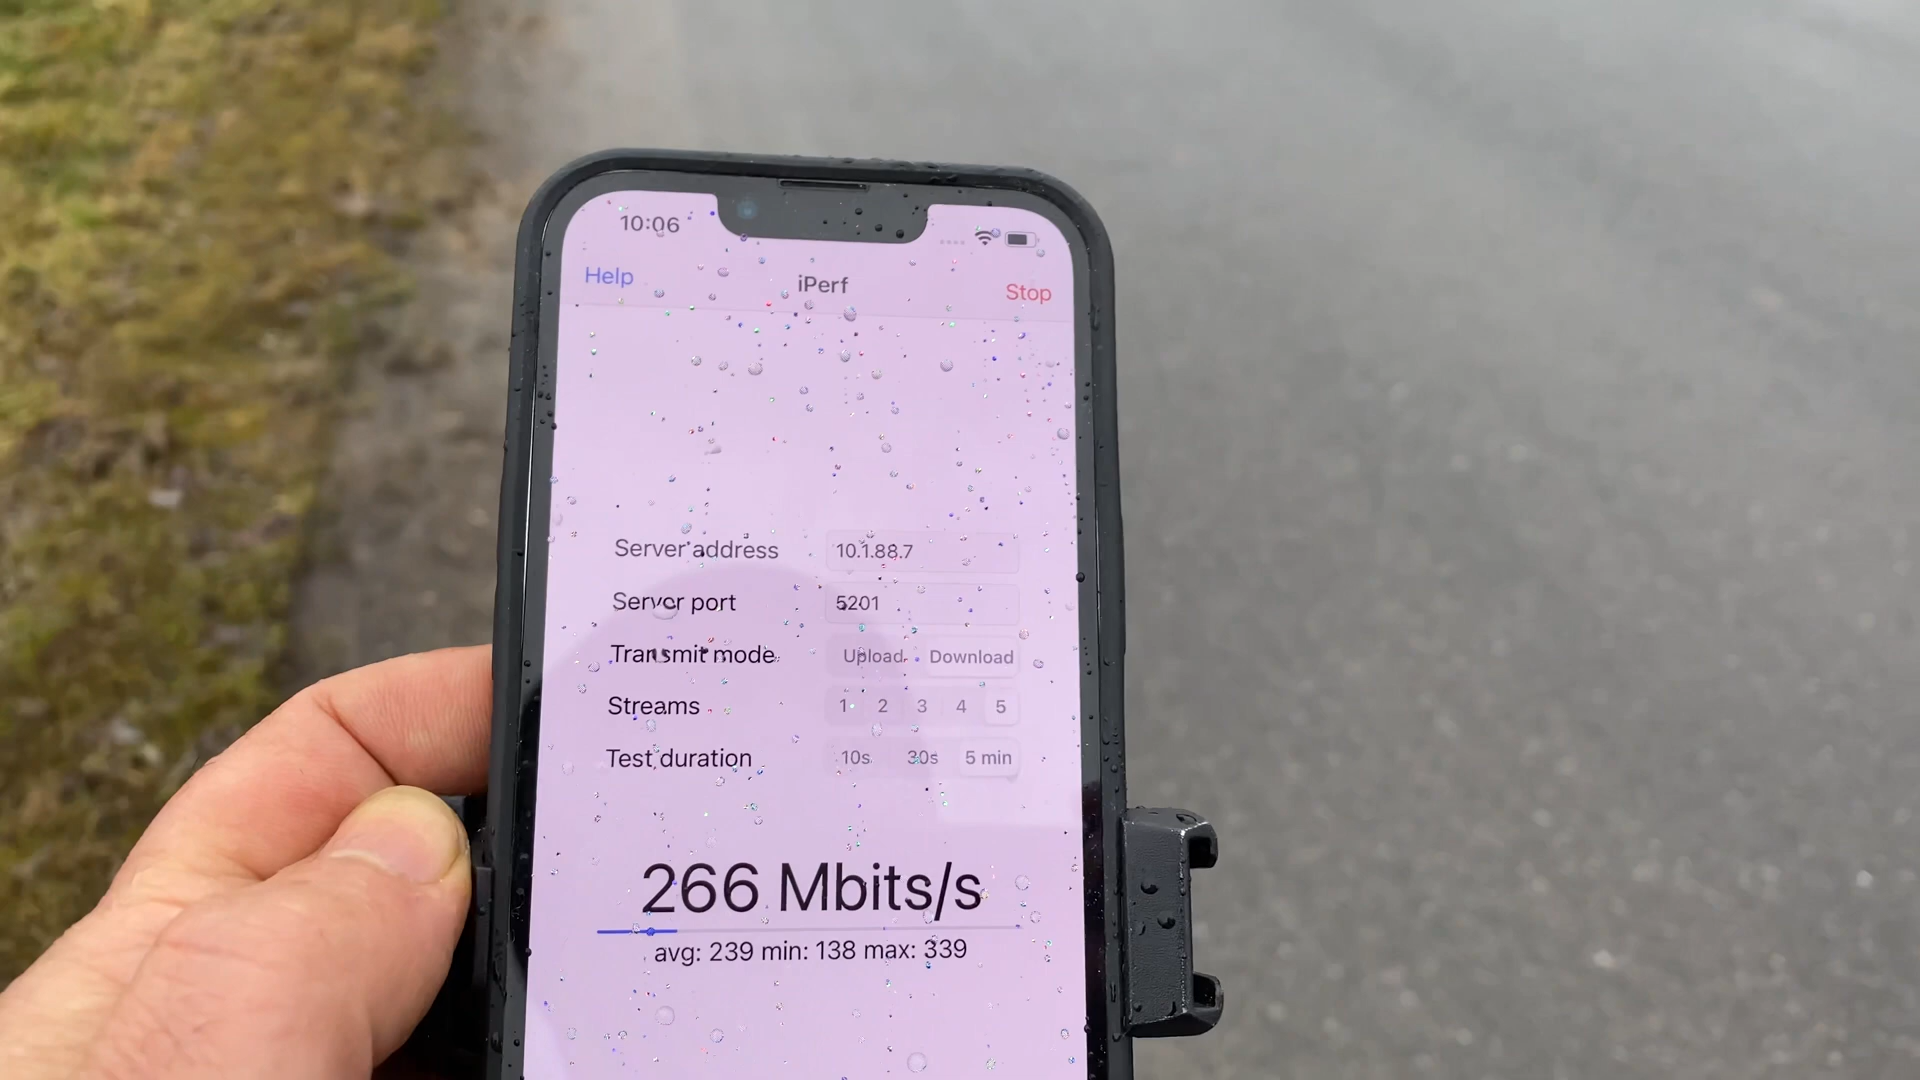 10:06
Help iPerf Stop
Server address 10.1.88.7
Server port 5201
Transmit mode Upload Download
Streams 1 2 3 4 5
Test duration 10s 30s 5 min
266 Mbits/s
avg: 239 min: 138 max: 339